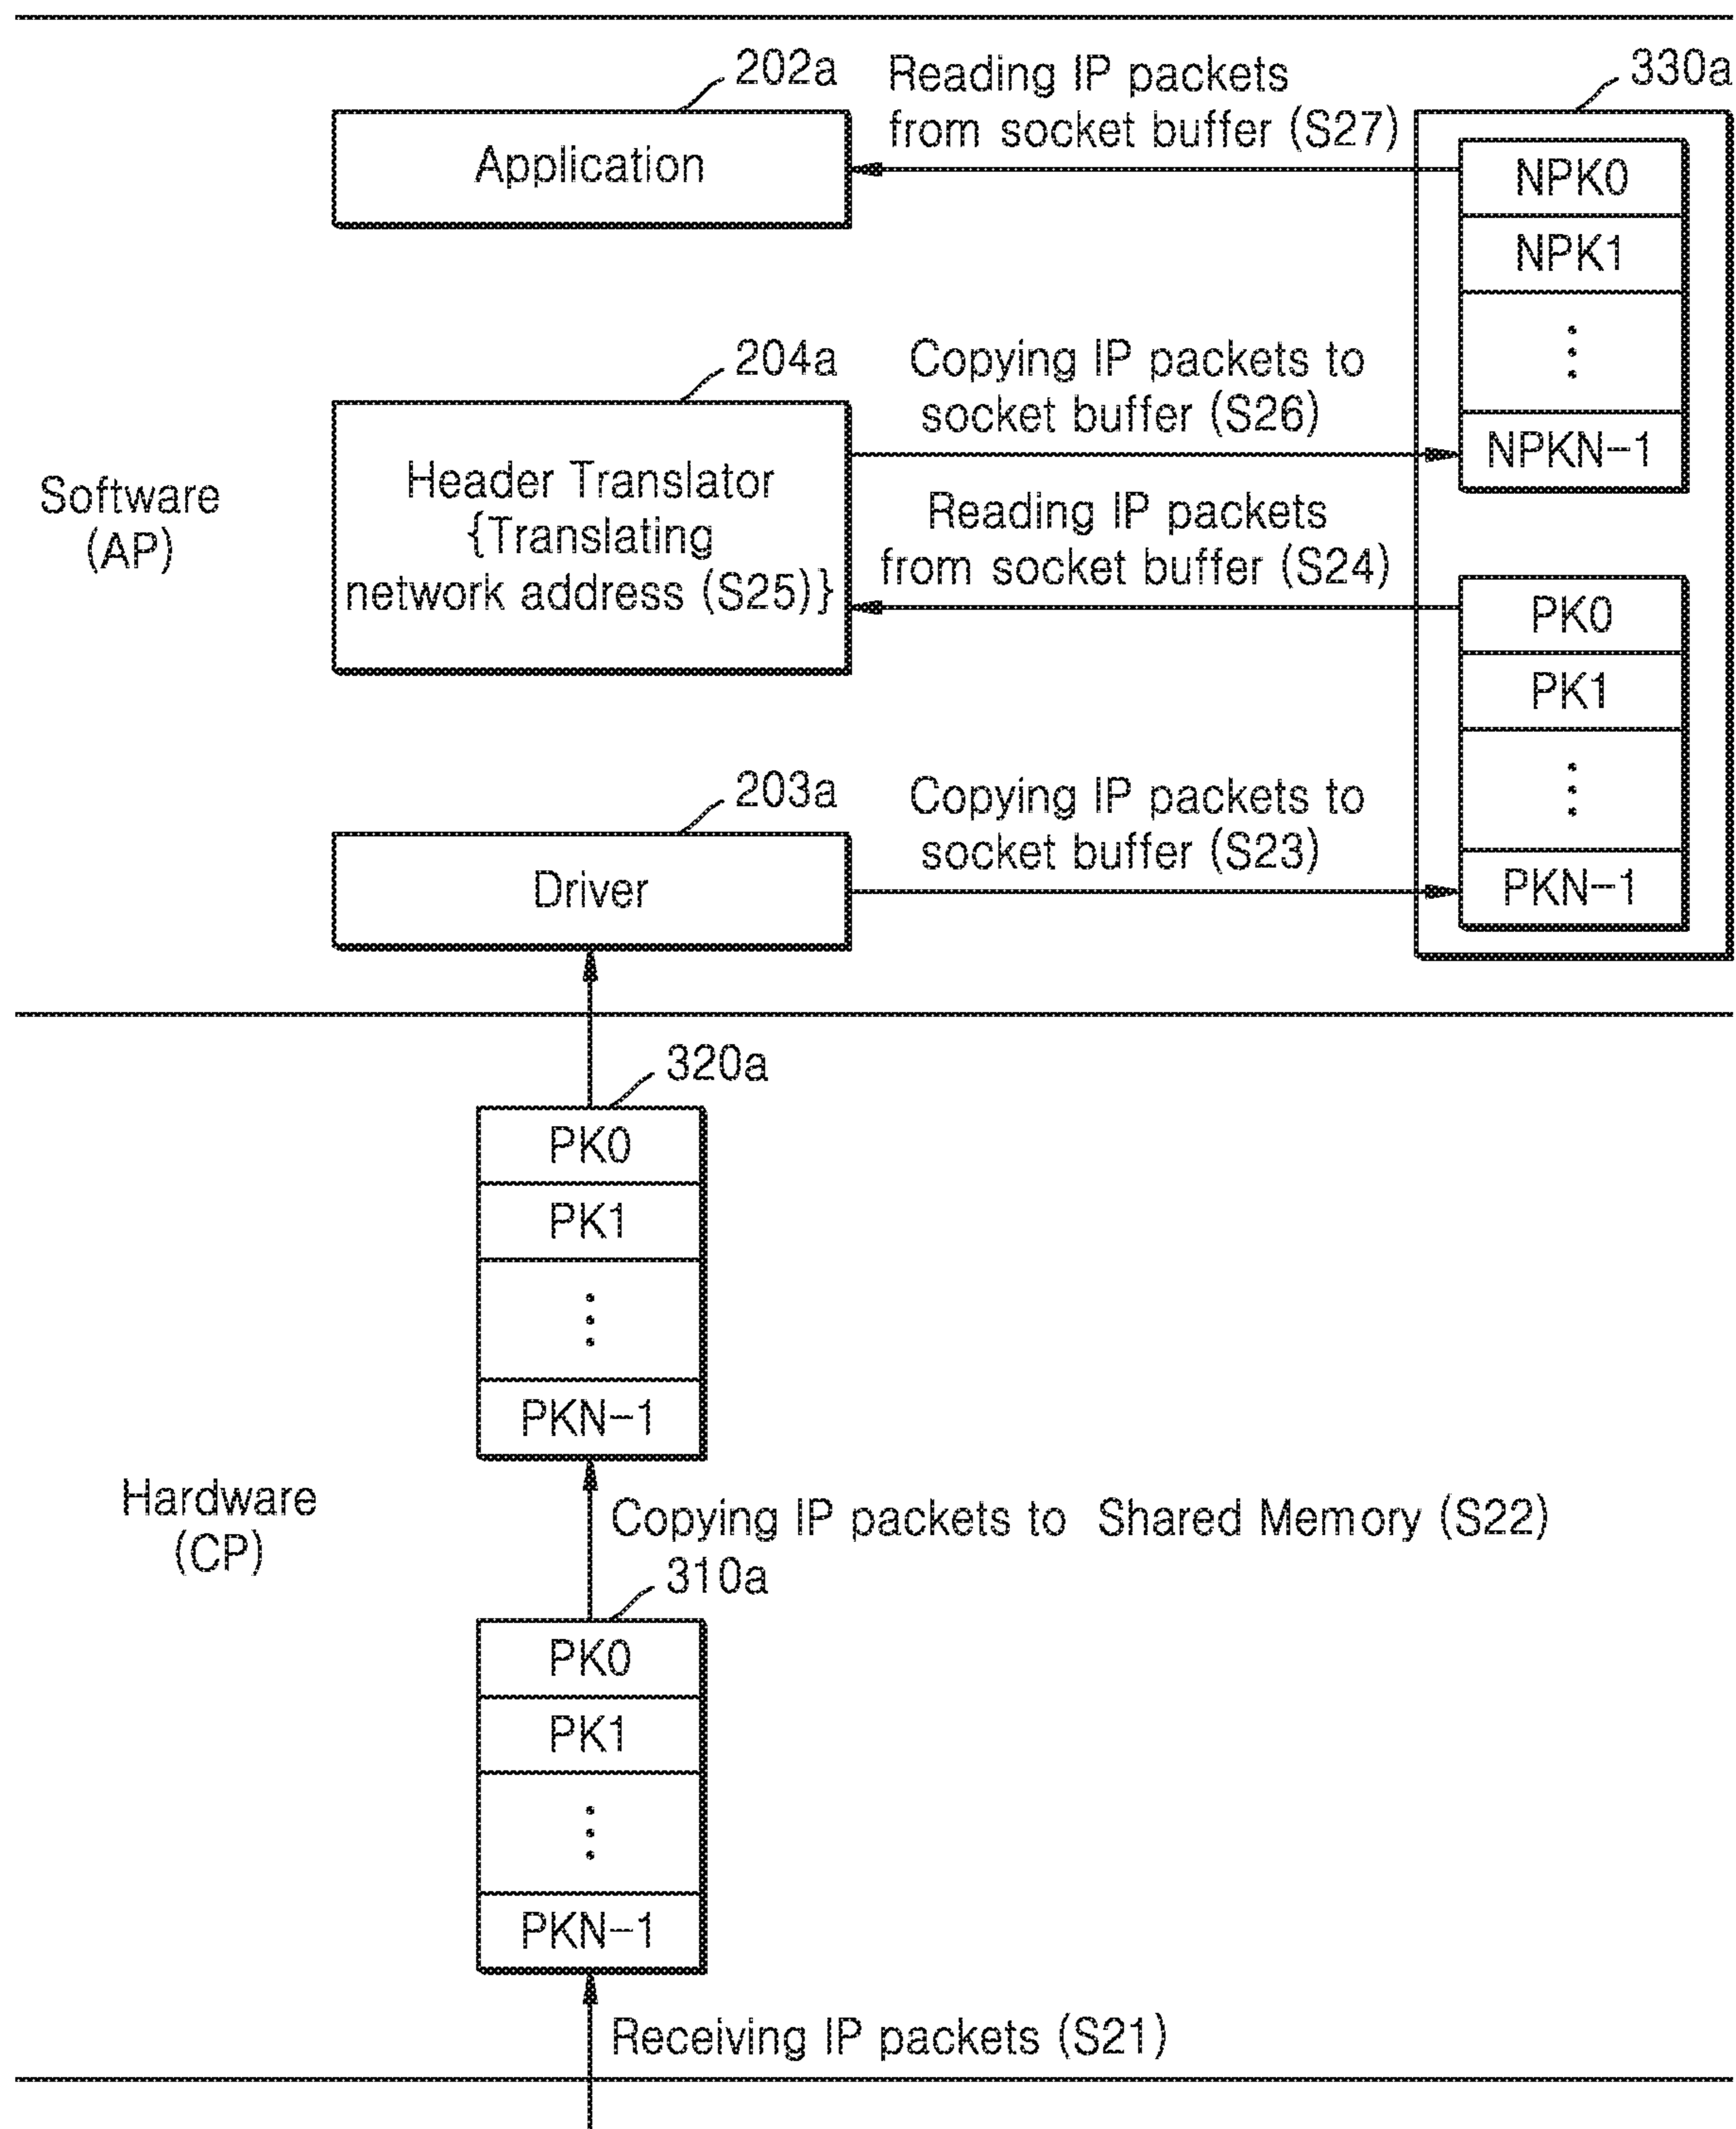 202a
Reading IP packets
from socket buffer (S27)
330a
Application
NPK0
NPK1
⋮
NPKN-1
204a
Copying IP packets to
socket buffer (S26)
Software
(AP)
Header Translator
{Translating
network address (S25)}
Reading IP packets
from socket buffer (S24)
PK0
PK1
⋮
PKN-1
203a
Copying IP packets to
socket buffer (S23)
Driver
320a
PK0
PK1
⋮
PKN-1
Hardware
(CP)
Copying IP packets to Shared Memory (S22)
310a
PK0
PK1
⋮
PKN-1
Receiving IP packets (S21)